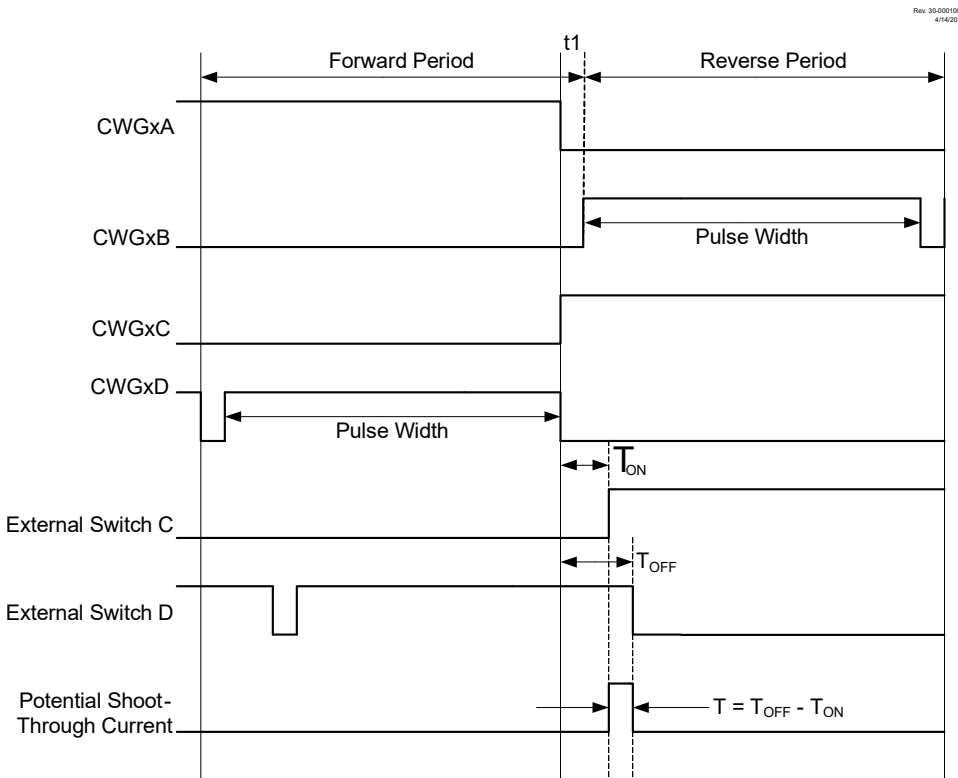 Rev. 30-000100
4/14/20
t1
Forward Period
Reverse Period
CWGxA
CWGxB
Pulse Width
CWGxC
CWGxD
Pulse Width
TON
External Switch C
TOFF
External Switch D
Potential Shoot-
Through Current
T = TOFF - TON